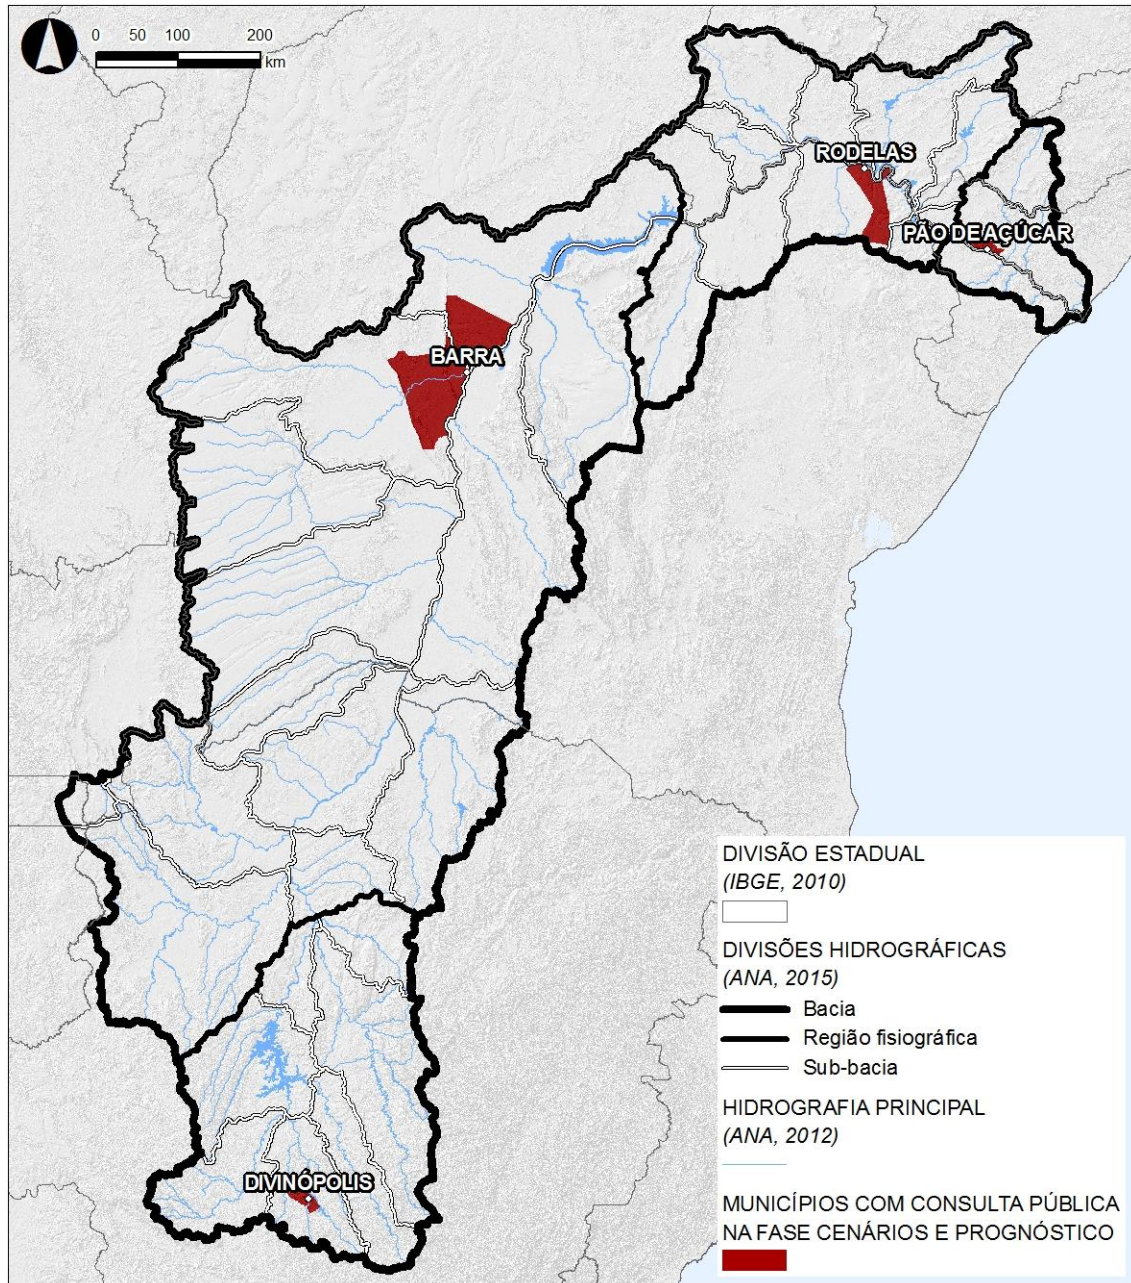 0 50 100 200
km
RODELAS
PÃO DE AÇÚCAR
BARRA
DIVINÓPOLIS
DIVISÃO ESTADUAL
(IBGE, 2010)
DIVISÕES HIDROGRÁFICAS
(ANA, 2015)
Bacia
Região fisiográfica
Sub-bacia
HIDROGRAFIA PRINCIPAL
(ANA, 2012)
MUNICÍPIOS COM CONSULTA PÚBLICA
NA FASE CENÁRIOS E PROGNÓSTICO